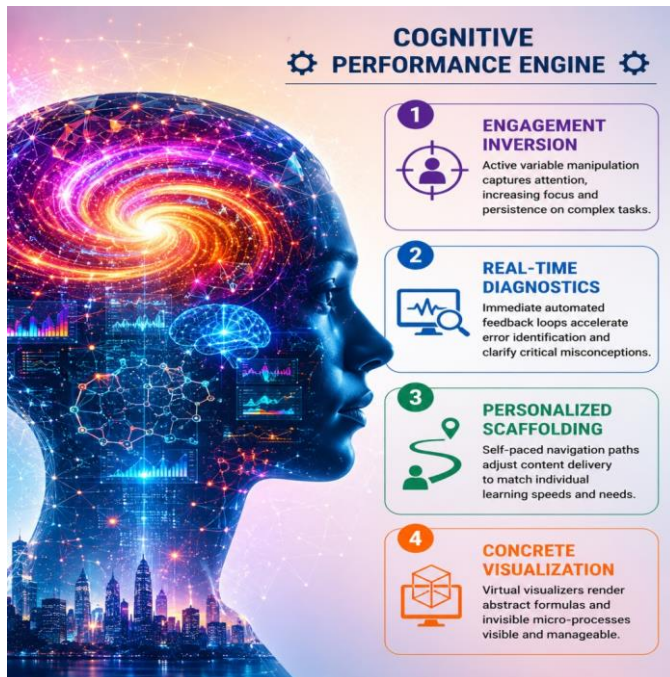 COGNITIVE
PERFORMANCE ENGINE
1
ENGAGEMENT
INVERSION
Active variable manipulation
captures attention,
increasing focus and
persistence on complex tasks.
2
REAL-TIME
DIAGNOSTICS
Immediate automated
feedback loops accelerate
error identification and
clarify critical misconceptions.
3
PERSONALIZED
SCAFFOLDING
Self-paced navigation paths
adjust content delivery
to match individual
learning speeds and needs.
4
CONCRETE
VISUALIZATION
Virtual visualizers render
abstract formulas and
invisible micro-processes
visible and manageable.